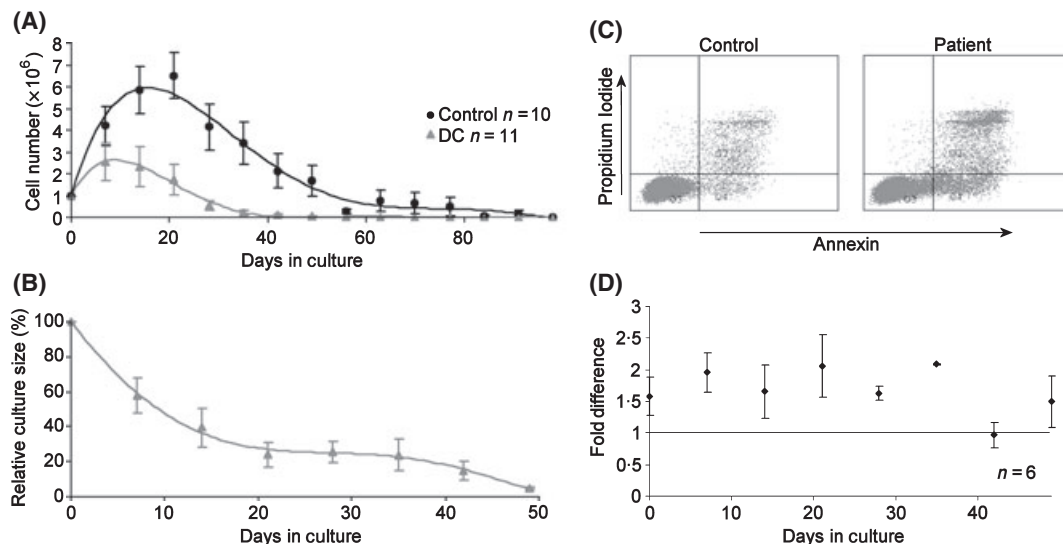 (A)
Cell number (×10⁶)
8
7
6
5
4
3
2
1
0
0 20 40 60 80
Days in culture
Control n = 10
DC n = 11
(B)
Relative culture size (%)
100
80
60
40
20
0
0 10 20 30 40 50
Days in culture
(C)
Control Patient
Propidium Iodide
Annexin
(D)
Fold difference
3
2·5
2
1·5
1
0·5
0
0 10 20 30 40
n = 6
Days in culture